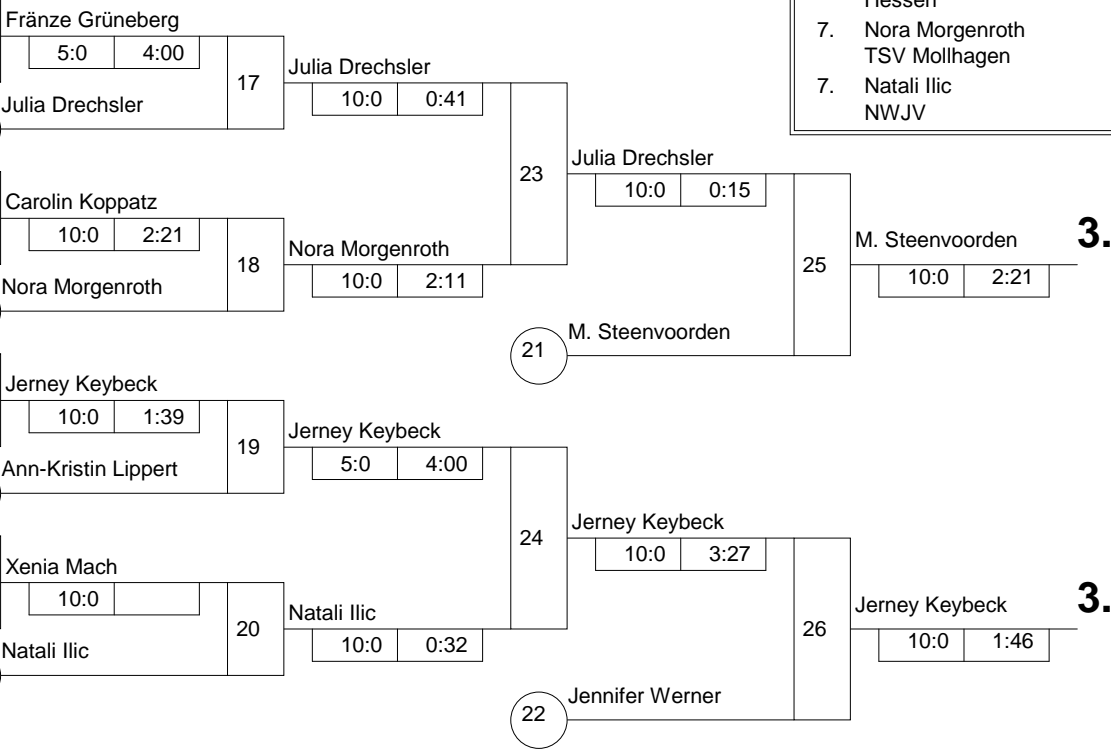 Hessen
7. Nora Morgenroth
TSV Mollhagen
7. Natali Ilic
NWJV
Fränze Grüneberg
5:0 4:00
17
Julia Drechsler
Julia Drechsler
10:0 0:41
23
Julia Drechsler
10:0 0:15
Carolin Koppatz
10:0 2:21
18
Nora Morgenroth
Nora Morgenroth
10:0 2:11
25
M. Steenvoorden
3.
10:0 2:21
21
M. Steenvoorden
Jerney Keybeck
10:0 1:39
19
Ann-Kristin Lippert
Jerney Keybeck
5:0 4:00
24
Jerney Keybeck
10:0 3:27
Xenia Mach
10:0
20
Natali Ilic
Natali Ilic
10:0 0:32
26
Jerney Keybeck
3.
10:0 1:46
22
Jennifer Werner